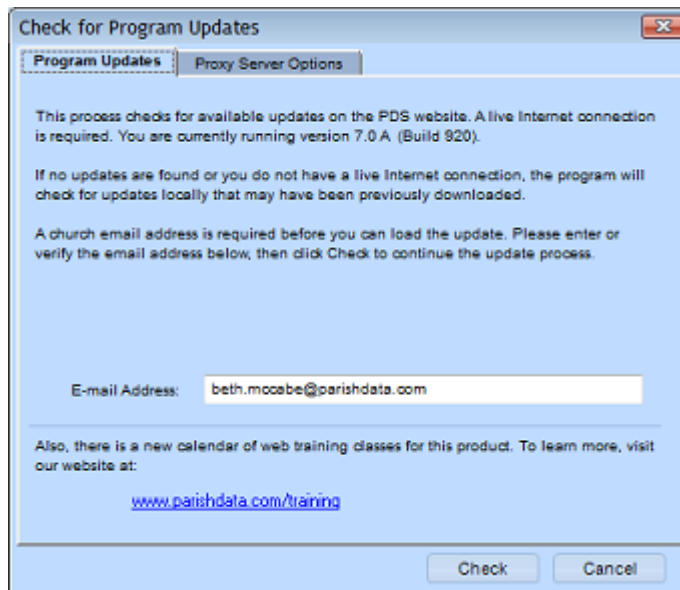 Check for Program Updates
Program Updates
Proxy Server Options
This process checks for available updates on the PDS website. A live Internet connection
is required. You are currently running version 7.0 A (Build 920).
If no updates are found or you do not have a live Internet connection, the program will
check for updates locally that may have been previously downloaded.
A church email address is required before you can load the update. Please enter or
verify the email address below, then click Check to continue the update process.
E-mail Address: beth.mccabe@parishdata.com
Also, there is a new calendar of web training classes for this product. To learn more, visit
our website at:
www.parishdata.com/training
Check Cancel